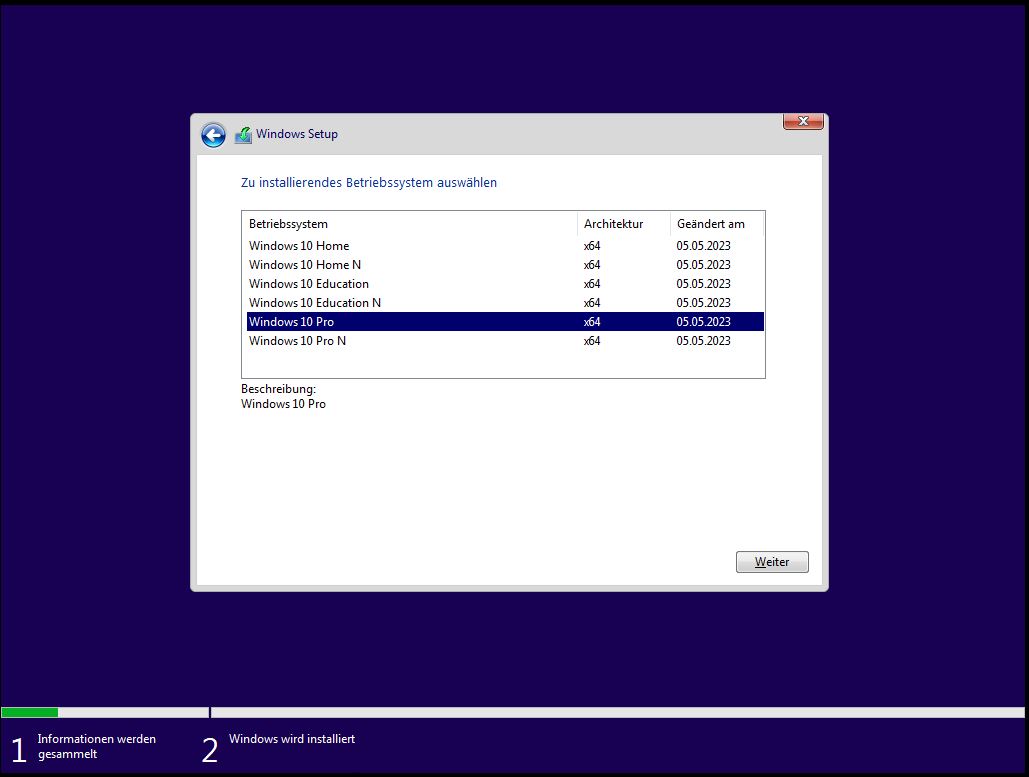 Windows Setup
Zu installierendes Betriebssystem auswählen
Betriebssystem Architektur Geändert am
Windows 10 Home x64 05.05.2023
Windows 10 Home N x64 05.05.2023
Windows 10 Education x64 05.05.2023
Windows 10 Education N x64 05.05.2023
Windows 10 Pro x64 05.05.2023
Windows 10 Pro N x64 05.05.2023
Beschreibung:
Windows 10 Pro
Weiter
1 Informationen werden
gesammelt
2 Windows wird installiert